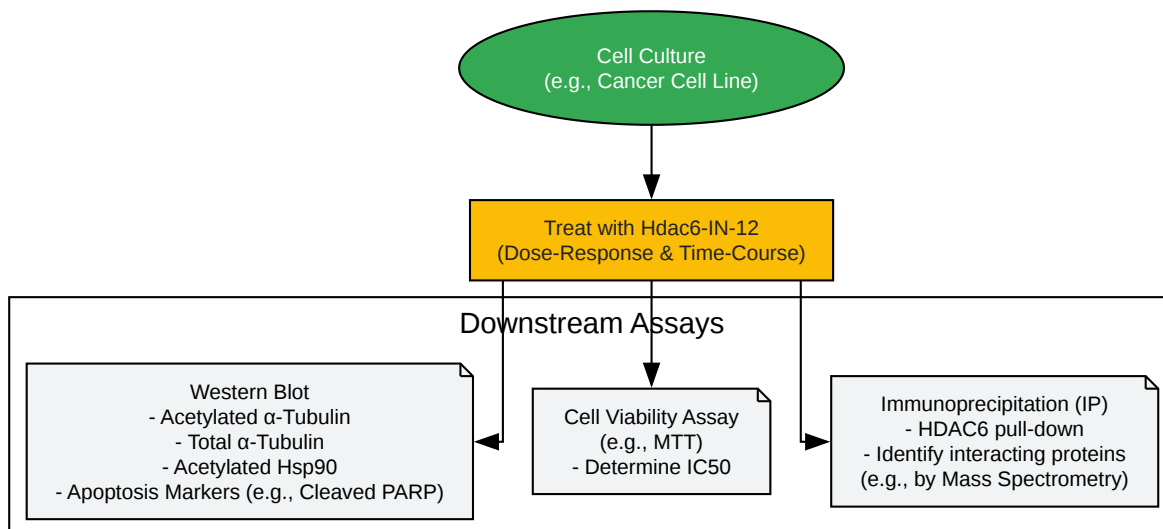 Cell Culture
(e.g., Cancer Cell Line)
Treat with Hdac6-IN-12
(Dose-Response & Time-Course)
Downstream Assays
Western Blot
- Acetylated α-Tubulin
- Total α-Tubulin
- Acetylated Hsp90
- Apoptosis Markers (e.g., Cleaved PARP)
Cell Viability Assay
(e.g., MTT)
- Determine IC50
Immunoprecipitation (IP)
- HDAC6 pull-down
- Identify interacting proteins
(e.g., by Mass Spectrometry)